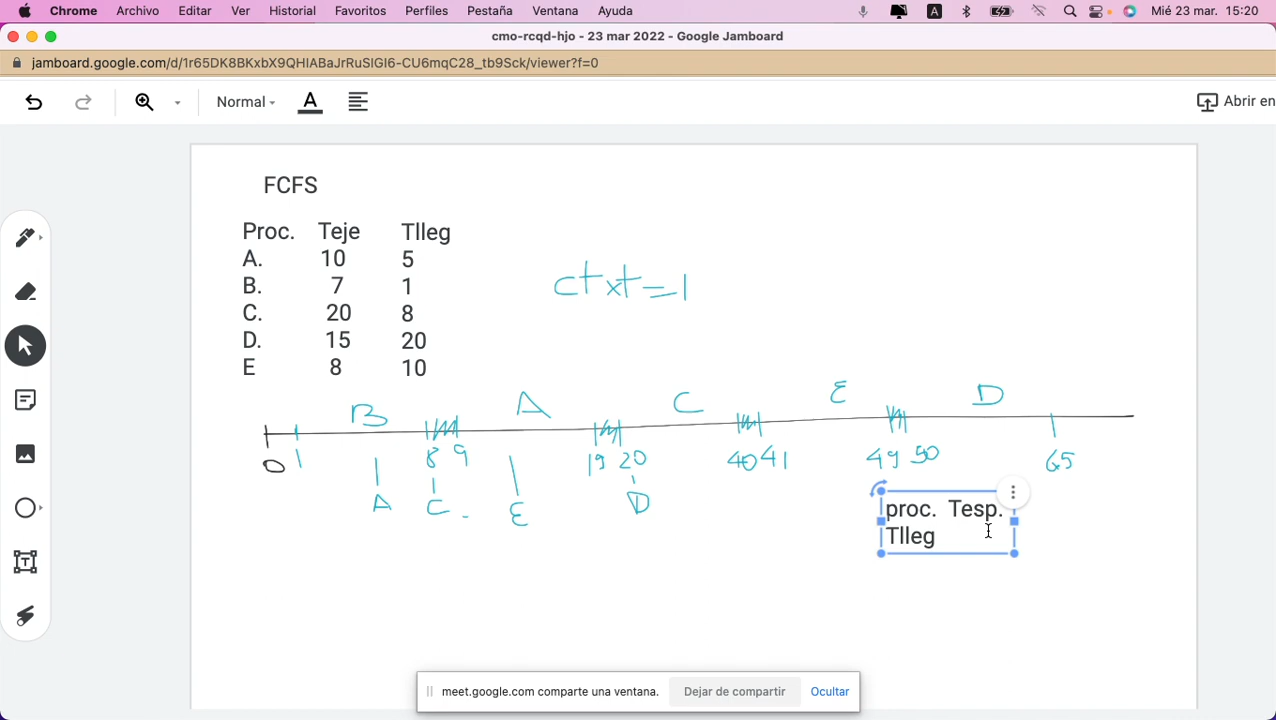 Chrome Archivo Editar Ver Historial Favoritos Perfiles Pestaña Ventana Ayuda A Mié 23 mar. 15:20
cmo-rcqd-hjo - 23 mar 2022 - Google Jamboard
jamboard.google.com/d/1r65DK8BKxbX9QHIABaJrRuSlGI6-CU6mqC28_tb9Sck/viewer?f=0
Normal A Abrir en
FCFS
Proc. Teje Tlleg
A. 10 5
B. 7 1
C. 20 8
D. 15 20
E 8 10
ctxt=1
B A C E D
0 1 8 9 19 20 40 41 49 50 65
A C E D
proc. Tesp.
Tlleg
meet.google.com comparte una ventana. Dejar de compartir Ocultar